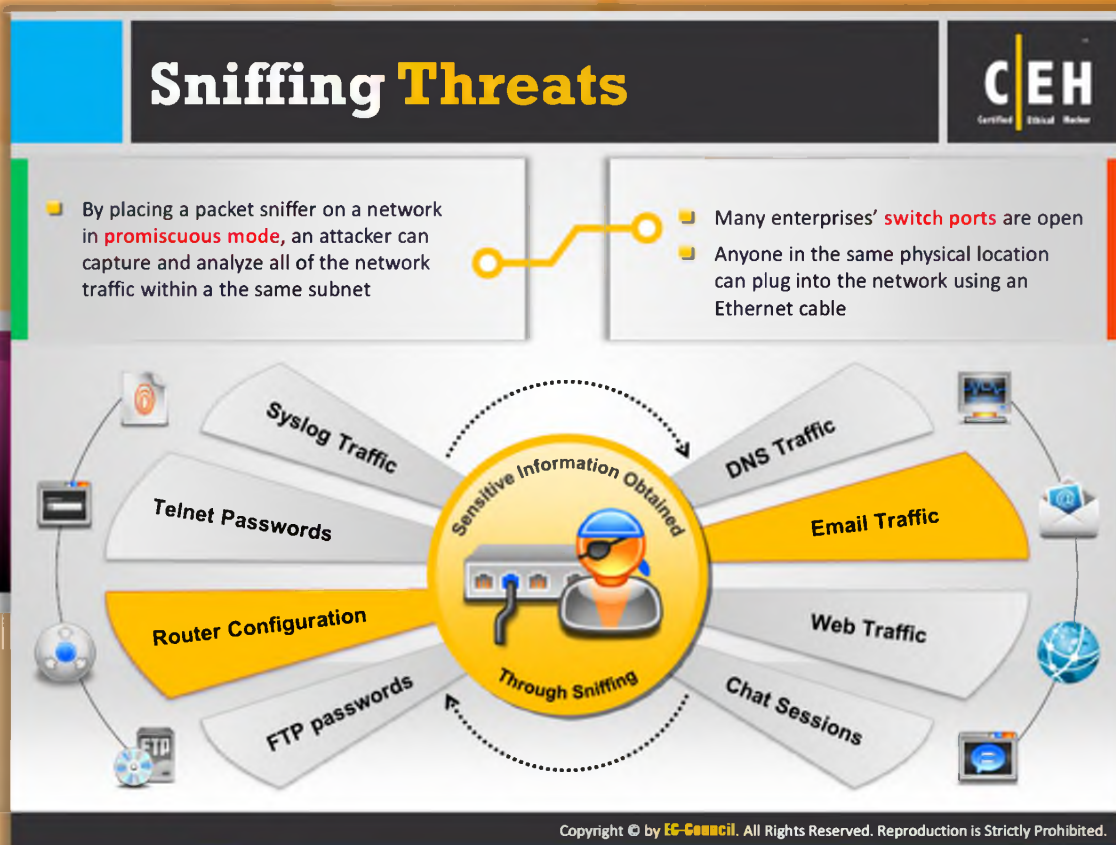 Sniffing Threats
CEH
Certified Ethical Hacker
By placing a packet sniffer on a network
in promiscuous mode, an attacker can
capture and analyze all of the network
traffic within a the same subnet
Many enterprises' switch ports are open
Anyone in the same physical location
can plug into the network using an
Ethernet cable
Syslog Traffic
Telnet Passwords
Router Configuration
FTP passwords
FTP
Sensitive Information Obtained
Through Sniffing
DNS Traffic
Email Traffic
@
Web Traffic
Chat Sessions
Copyright © by EC-Council. All Rights Reserved. Reproduction is Strictly Prohibited.